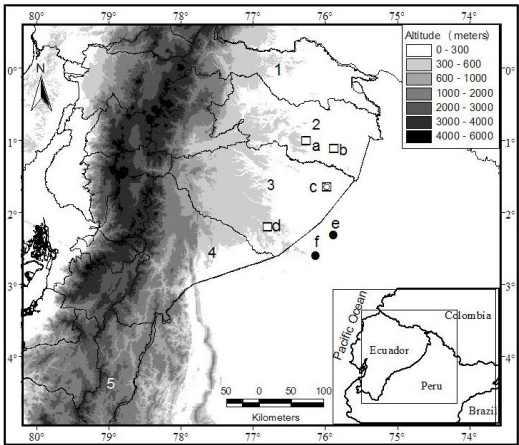 80° 79° 78° 77° 76° 75° 74°
Altitude (meters)
0 - 300
300 - 600
600 - 1000
1000 - 2000
2000 - 3000
3000 - 4000
4000 - 6000
N
0°
1°
2°
3°
4°
0°
1°
2°
3°
4°
1
2
a
b
3
c
d
e
f
4
5
50 0 50 100
Kilometers
Pacific Ocean
Colombia
Ecuador
Peru
Brazil
80° 79° 78° 77° 76° 75° 74°